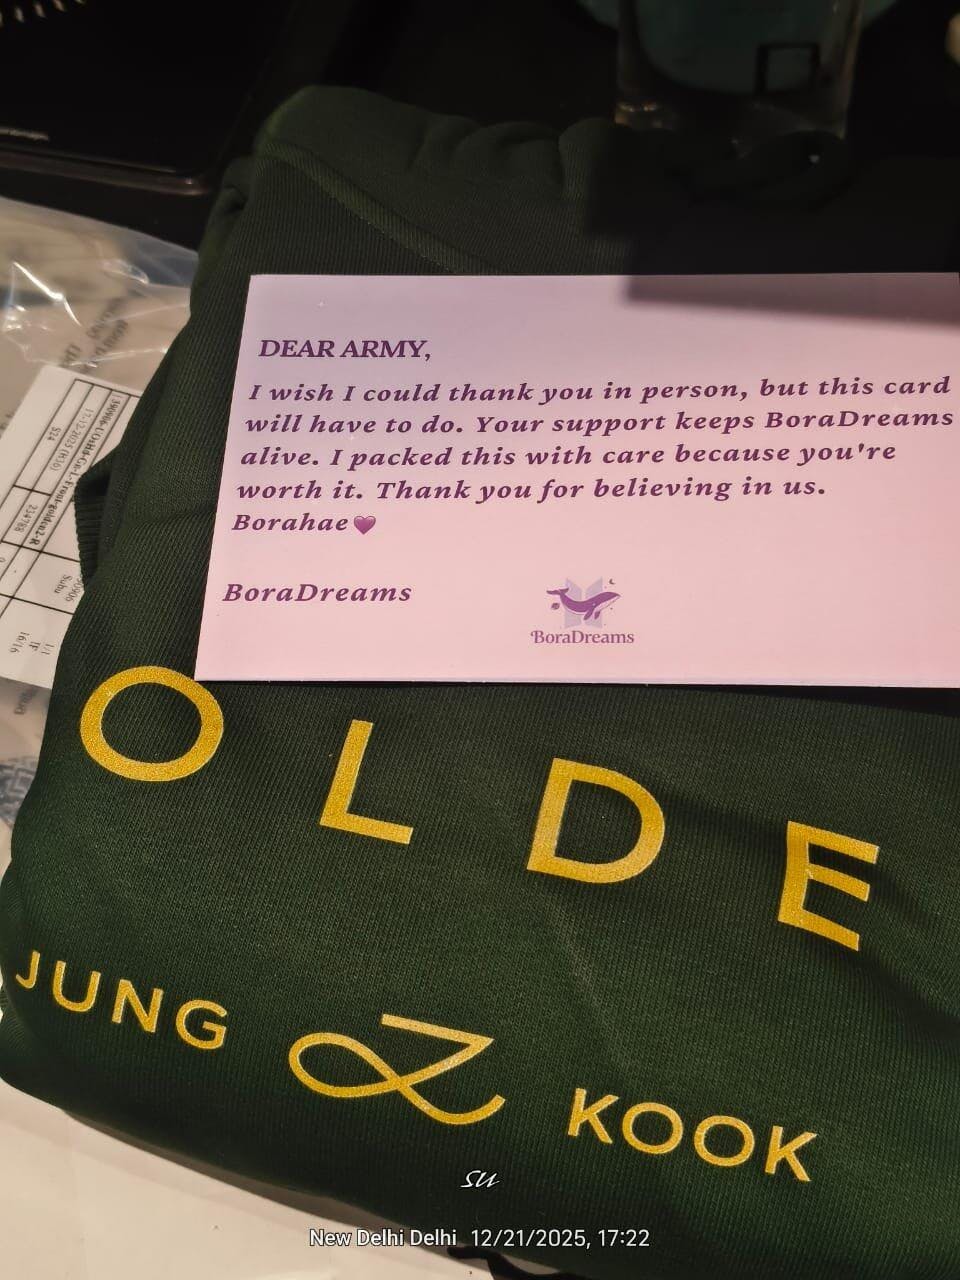 DEAR ARMY,
I wish I could thank you in person, but this card
will have to do. Your support keeps BoraDreams
alive. I packed this with care because you're
worth it. Thank you for believing in us.
Borahae💜
BoraDreams
BoraDreams
OLDE
JUNG
KOOK
su
New Delhi Delhi 12/21/2025, 17:22